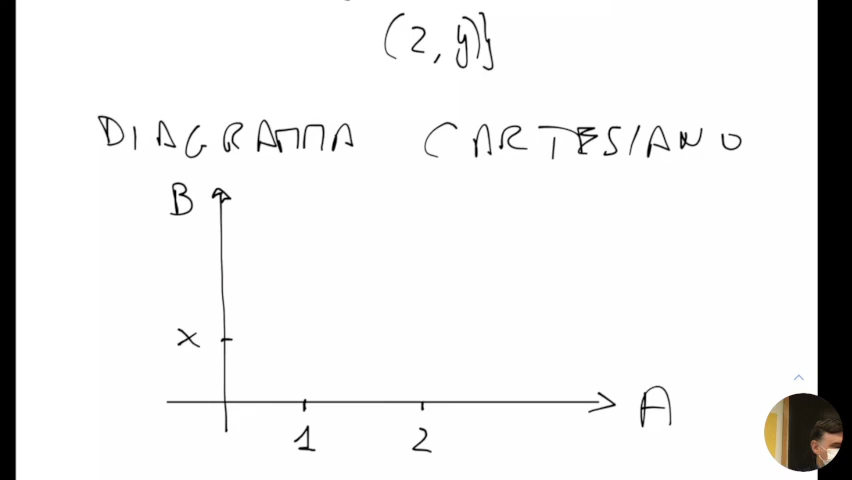 (2, y)}
DIAGRAMMA CARTESIANO
B
x
1 2
A